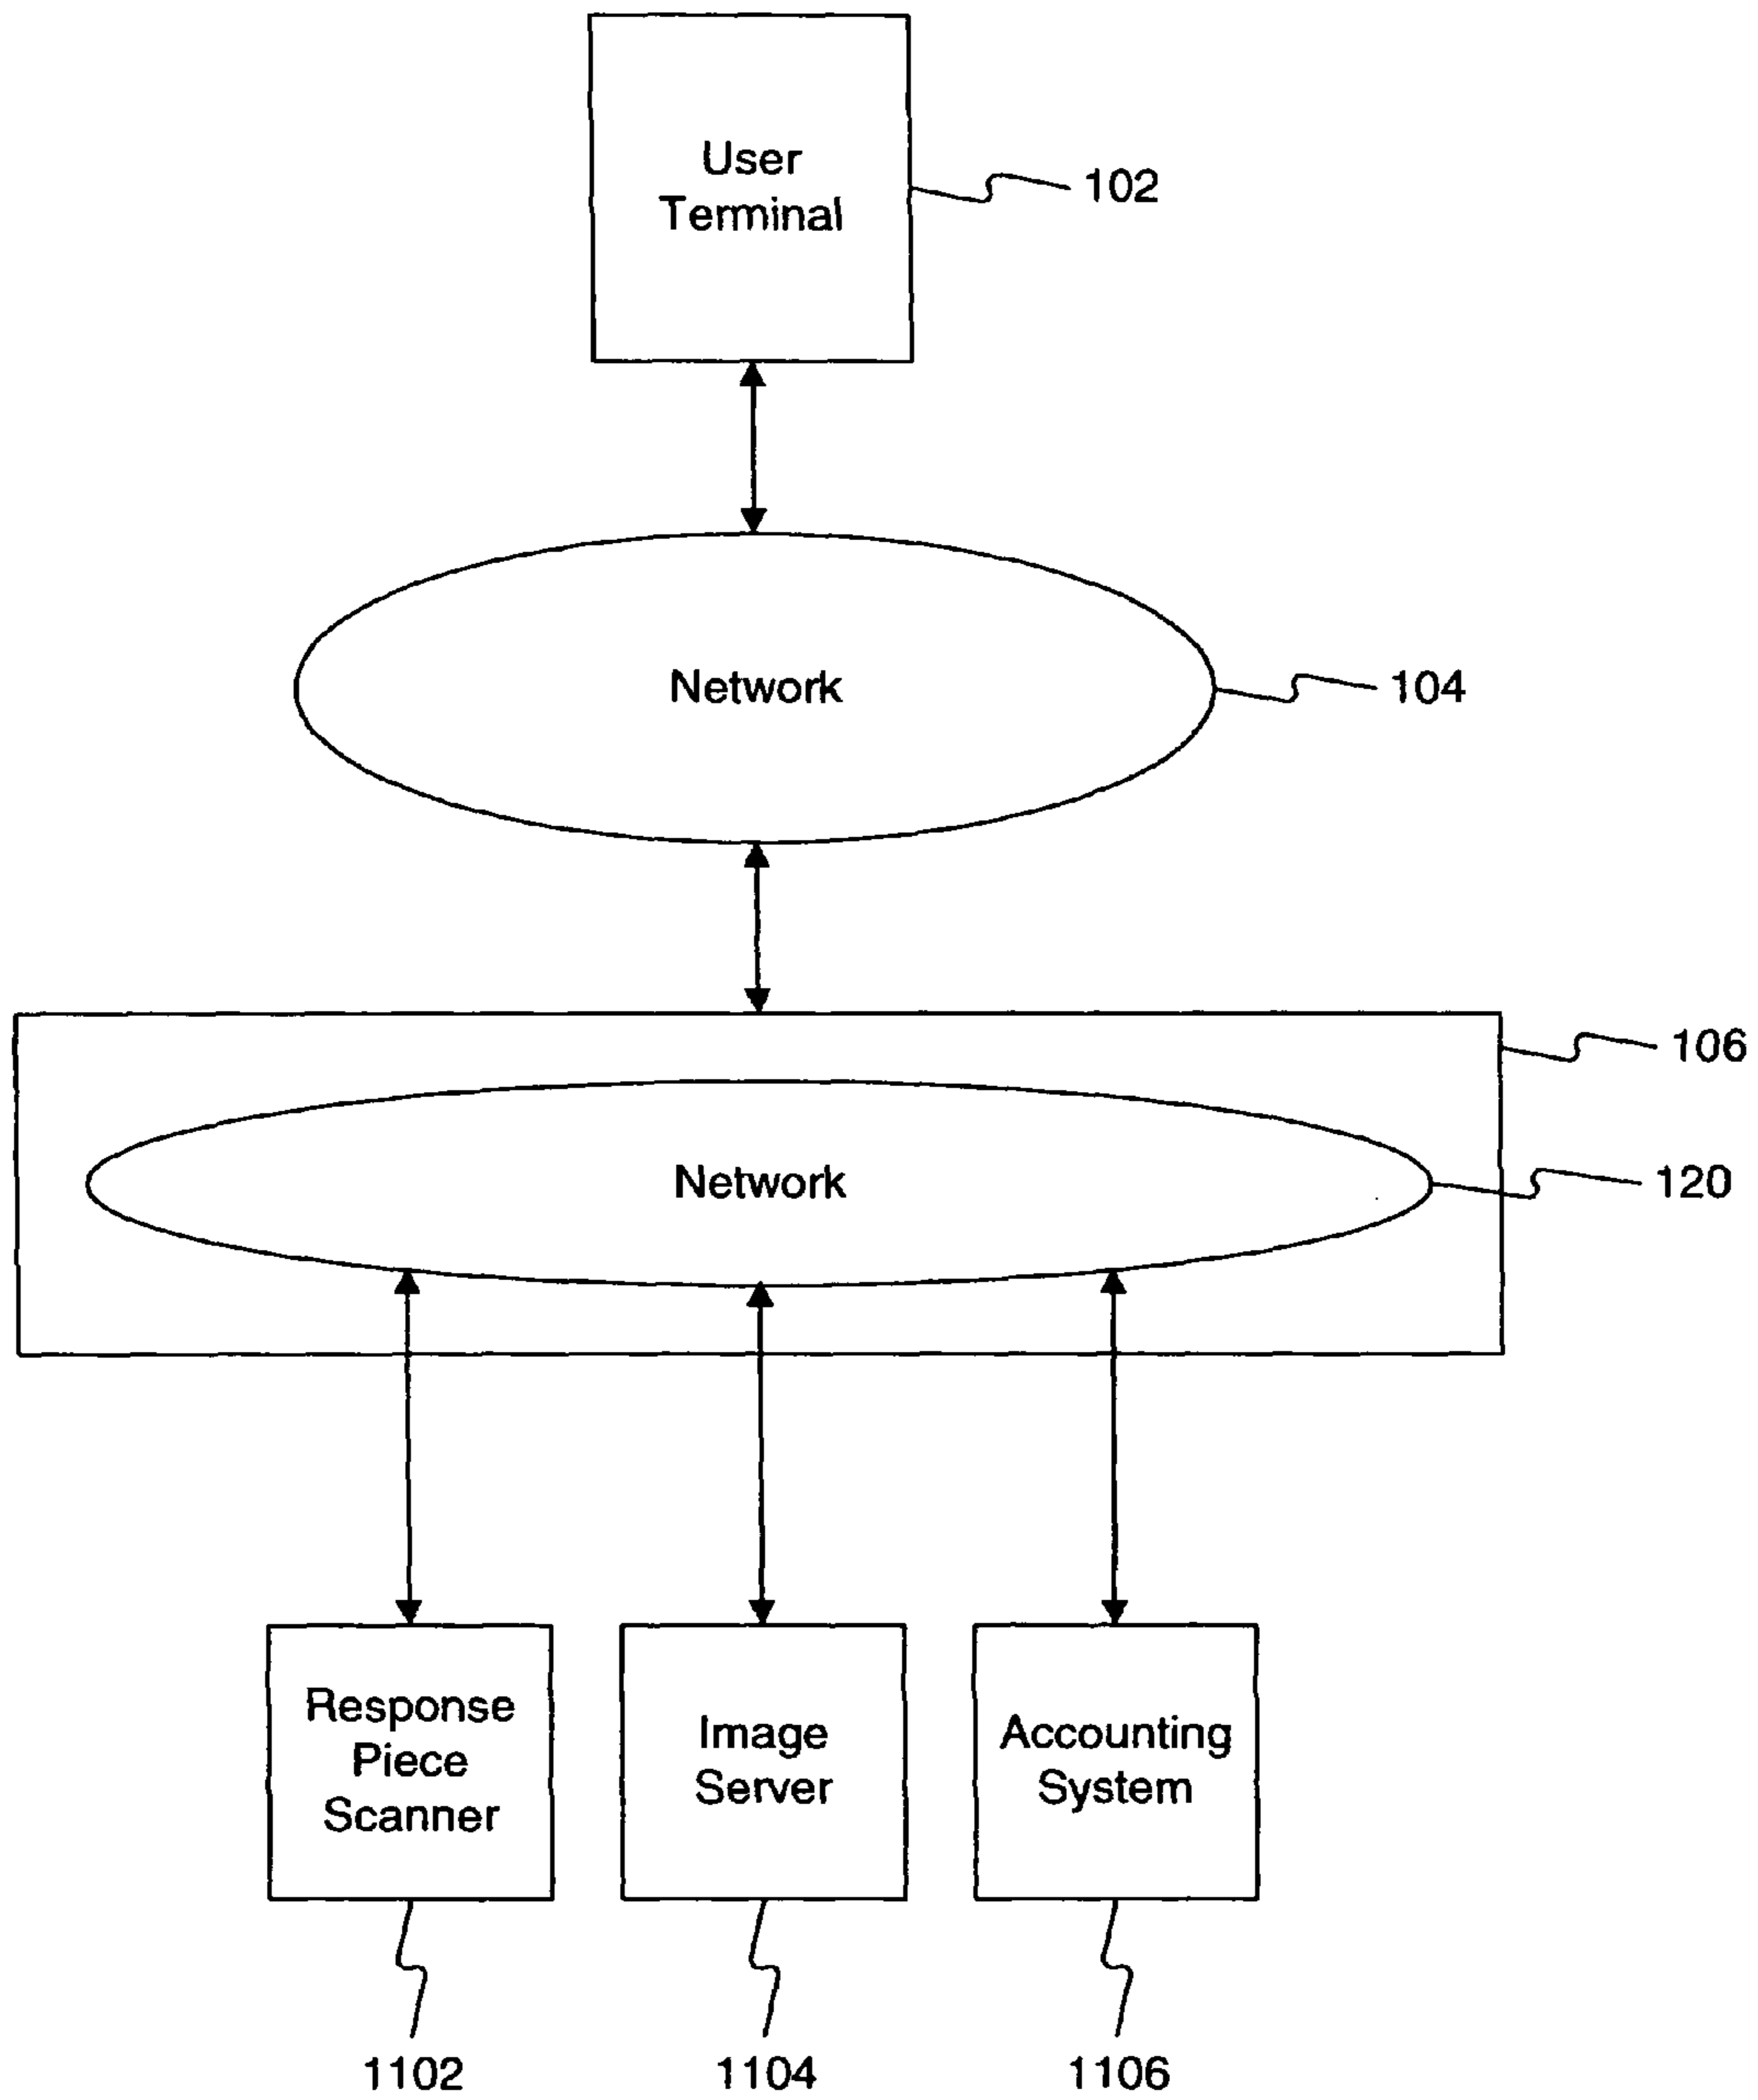 User
Terminal
102
Network
104
106
Network
120
Response
Piece
Scanner
Image
Server
Accounting
System
1102
1104
1106